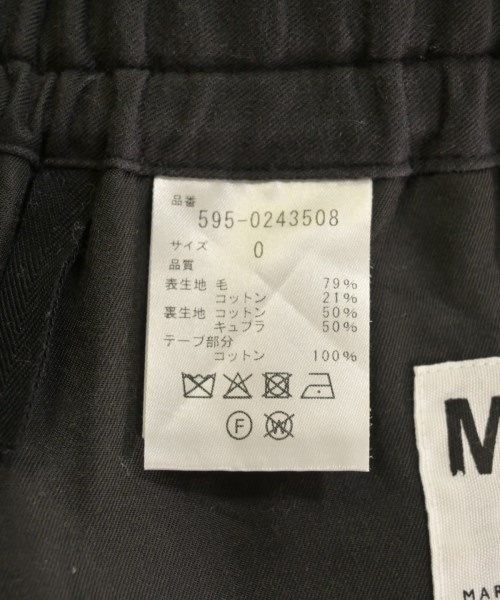 品番
595-0243508
サイズ 0
品質
表生地 毛 79%
コットン 21%
裏生地 コットン 50%
キュプラ 50%
テープ部分
コットン 100%
F W
M
MAR